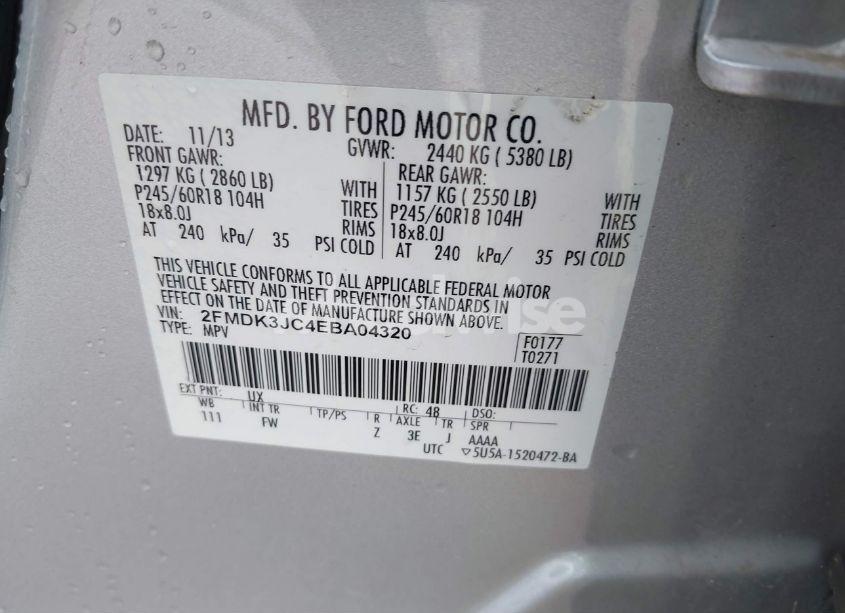 MFD. BY FORD MOTOR CO.
DATE: 11/13 GVWR: 2440 KG ( 5380 LB)
FRONT GAWR: REAR GAWR:
1297 KG ( 2860 LB) WITH 1157 KG ( 2550 LB) WITH
P245/60R18 104H TIRES P245/60R18 104H TIRES
18x8.0J RIMS 18x8.0J RIMS
AT 240 kPa/ 35 PSI COLD AT 240 kPa/ 35 PSI COLD
THIS VEHICLE CONFORMS TO ALL APPLICABLE FEDERAL MOTOR
VEHICLE SAFETY AND THEFT PREVENTION STANDARDS IN
EFFECT ON THE DATE OF MANUFACTURE SHOWN ABOVE.
VIN: 2FMDK3JC4EBA04320
TYPE: MPV
F0177
T0271
EXT PNT: UX RC: 48 DSO:
WB INT TR TP/PS R AXLE TR SPR
111 FW Z 3E J AAAA
UTC ▽5U5A-1520472-BA